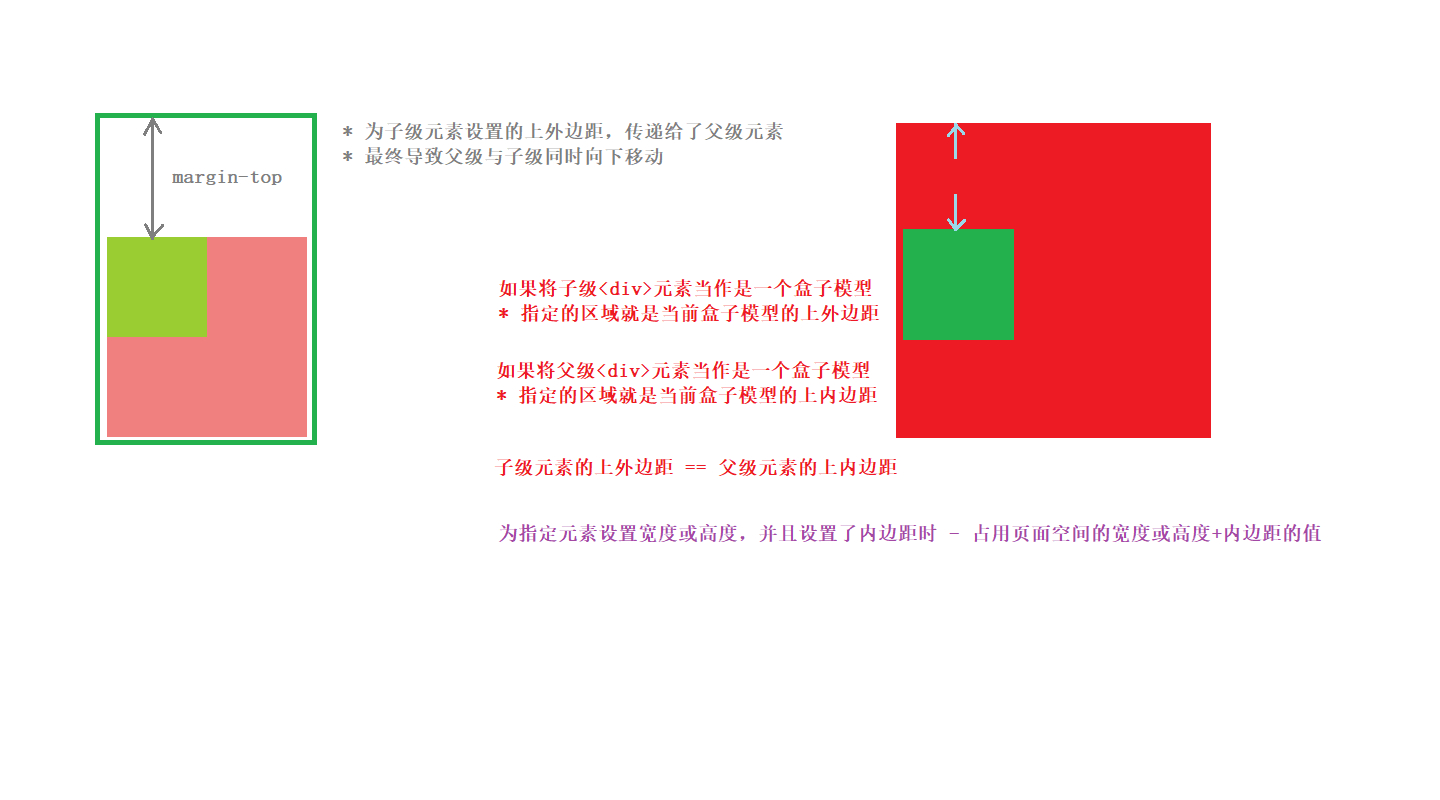 * 为子级元素设置的上外边距，传递给了父级元素
* 最终导致父级与子级同时向下移动
margin-top
如果将子级<div>元素当作是一个盒子模型
* 指定的区域就是当前盒子模型的上外边距
如果将父级<div>元素当作是一个盒子模型
* 指定的区域就是当前盒子模型的上内边距
子级元素的上外边距 == 父级元素的上内边距
为指定元素设置宽度或高度，并且设置了内边距时 - 占用页面空间的宽度或高度+内边距的值